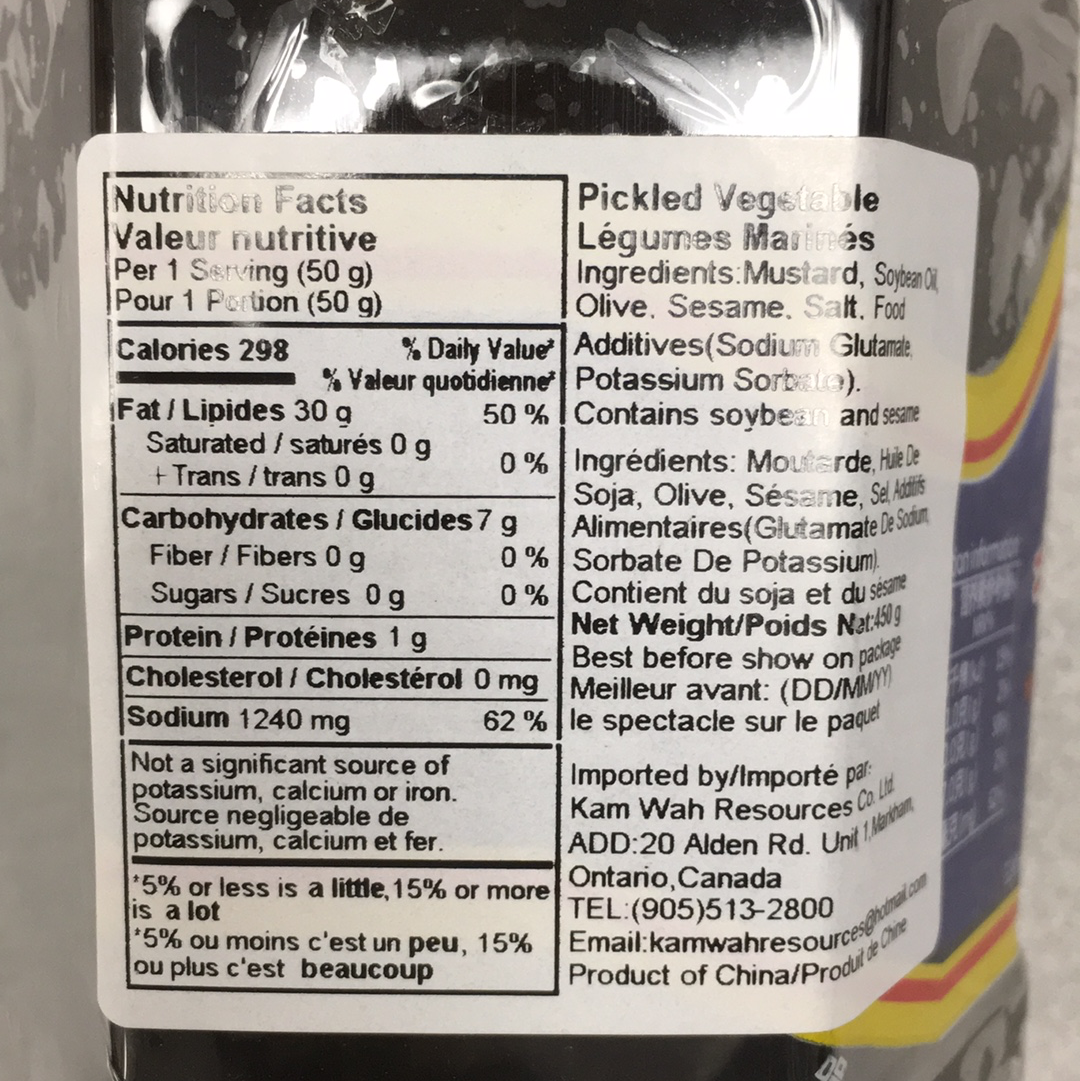 Nutrition Facts
Valeur nutritive
Per 1 Serving (50 g)
Pour 1 Portion (50 g)
Calories 298 % Daily Value*
% Valeur quotidienne*
Fat / Lipides 30 g 50 %
Saturated / saturés 0 g
+ Trans / trans 0 g 0 %
Carbohydrates / Glucides 7 g
Fiber / Fibers 0 g 0 %
Sugars / Sucres 0 g 0 %
Protein / Protéines 1 g
Cholesterol / Cholestérol 0 mg
Sodium 1240 mg 62 %
Not a significant source of
potassium, calcium or iron.
Source negligeable de
potassium, calcium et fer.
*5% or less is a little, 15% or more
is a lot
*5% ou moins c'est un peu, 15%
ou plus c'est beaucoup
Pickled Vegetable
Légumes Marinés
Ingredients:Mustard, Soybean Oil,
Olive, Sesame, Salt, Food
Additives(Sodium Glutamate,
Potassium Sorbate).
Contains soybean and sesame
Ingrédients: Moutarde, Huile De
Soja, Olive, Sésame, Sel, Additifs
Alimentaires(Glutamate De Sodium,
Sorbate De Potassium).
Contient du soja et du sésame
Net Weight/Poids Net:450 g
Best before show on package
Meilleur avant: (DD/MM/YY)
le spectacle sur le paquet
Imported by/Importé par:
Kam Wah Resources Co. Ltd.
ADD:20 Alden Rd. Unit 1,Markham,
Ontario,Canada
TEL:(905)513-2800
Email:kamwahresources@hotmail.com
Product of China/Produit de Chine